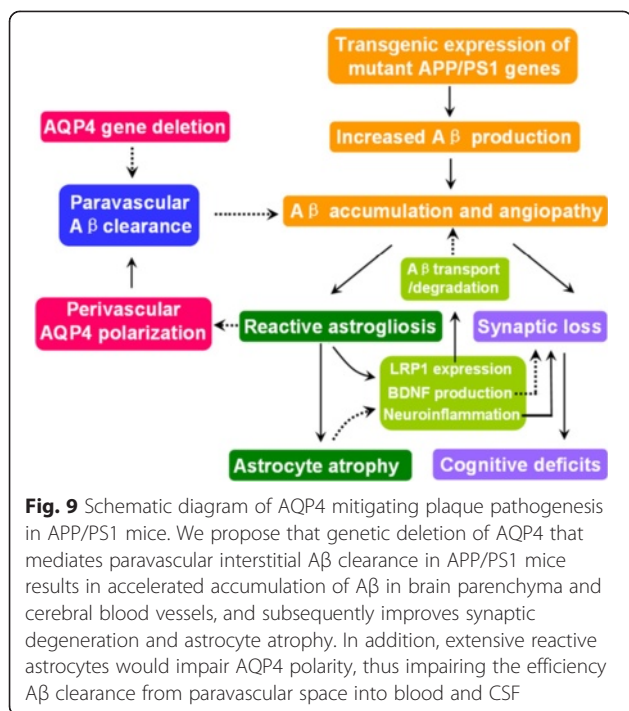 Transgenic expression of
mutant APP/PS1 genes
AQP4 gene deletion
Increased A β production
Paravascular
A β clearance
A β accumulation and angiopathy
A β transport
/degradation
Perivascular
AQP4 polarization
Reactive astrogliosis
Synaptic loss
LRP1 expression
BDNF production
Neuroinflammation
Astrocyte atrophy
Cognitive deficits
Fig. 9 Schematic diagram of AQP4 mitigating plaque pathogenesis
in APP/PS1 mice. We propose that genetic deletion of AQP4 that
mediates paravascular interstitial Aβ clearance in APP/PS1 mice
results in accelerated accumulation of Aβ in brain parenchyma and
cerebral blood vessels, and subsequently improves synaptic
degeneration and astrocyte atrophy. In addition, extensive reactive
astrocytes would impair AQP4 polarity, thus impairing the efficiency
Aβ clearance from paravascular space into blood and CSF